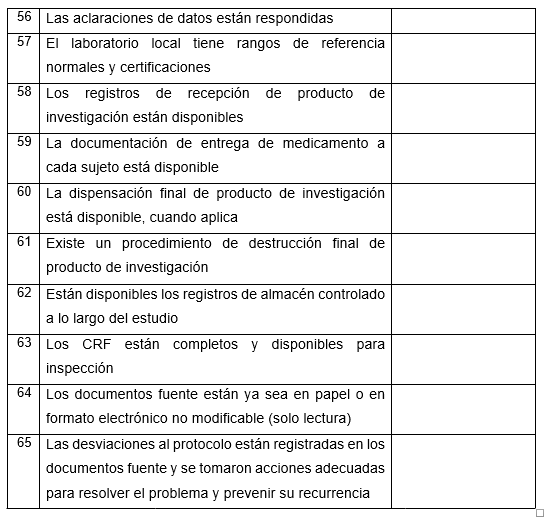 56 Las aclaraciones de datos están respondidas
57 El laboratorio local tiene rangos de referencia
normales y certificaciones
58 Los registros de recepción de producto de
investigación están disponibles
59 La documentación de entrega de medicamento a
cada sujeto está disponible
60 La dispensación final de producto de investigación
está disponible, cuando aplica
61 Existe un procedimiento de destrucción final de
producto de investigación
62 Están disponibles los registros de almacén controlado
a lo largo del estudio
63 Los CRF están completos y disponibles para
inspección
64 Los documentos fuente están ya sea en papel o en
formato electrónico no modificable (solo lectura)
65 Las desviaciones al protocolo están registradas en los
documentos fuente y se tomaron acciones adecuadas
para resolver el problema y prevenir su recurrencia